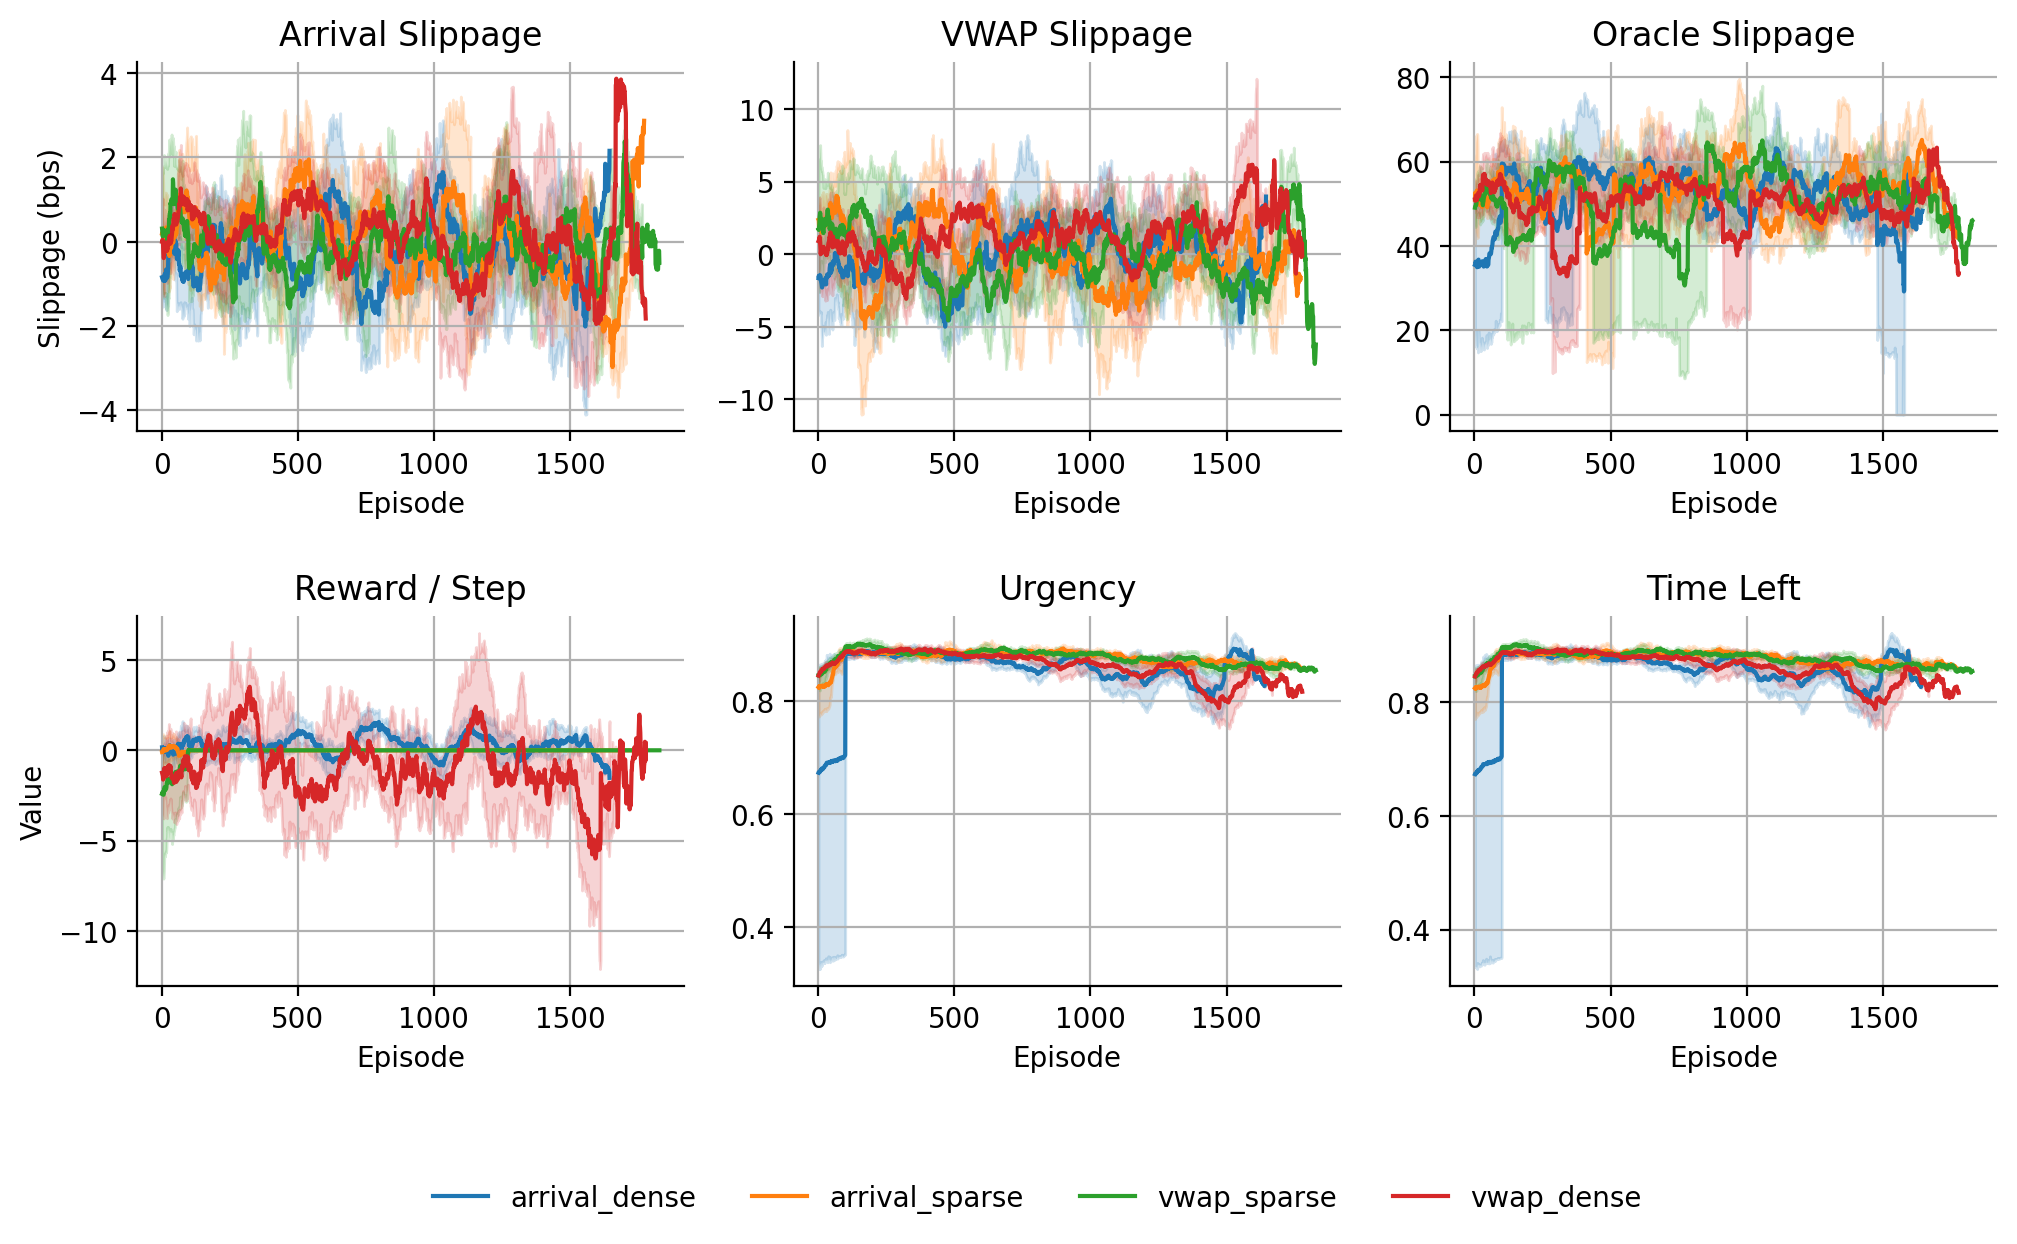 Arrival Slippage
VWAP Slippage
Oracle Slippage
Slippage (bps)
4
2
0
−2
−4
0
500
1000
1500
Episode
10
5
0
−5
−10
0
500
1000
1500
Episode
80
60
40
20
0
0
500
1000
1500
Episode
Reward / Step
Urgency
Time Left
Value
5
0
−5
−10
0
500
1000
1500
Episode
0.8
0.6
0.4
0
500
1000
1500
Episode
0.8
0.6
0.4
0
500
1000
1500
Episode
arrival_dense
arrival_sparse
vwap_sparse
vwap_dense